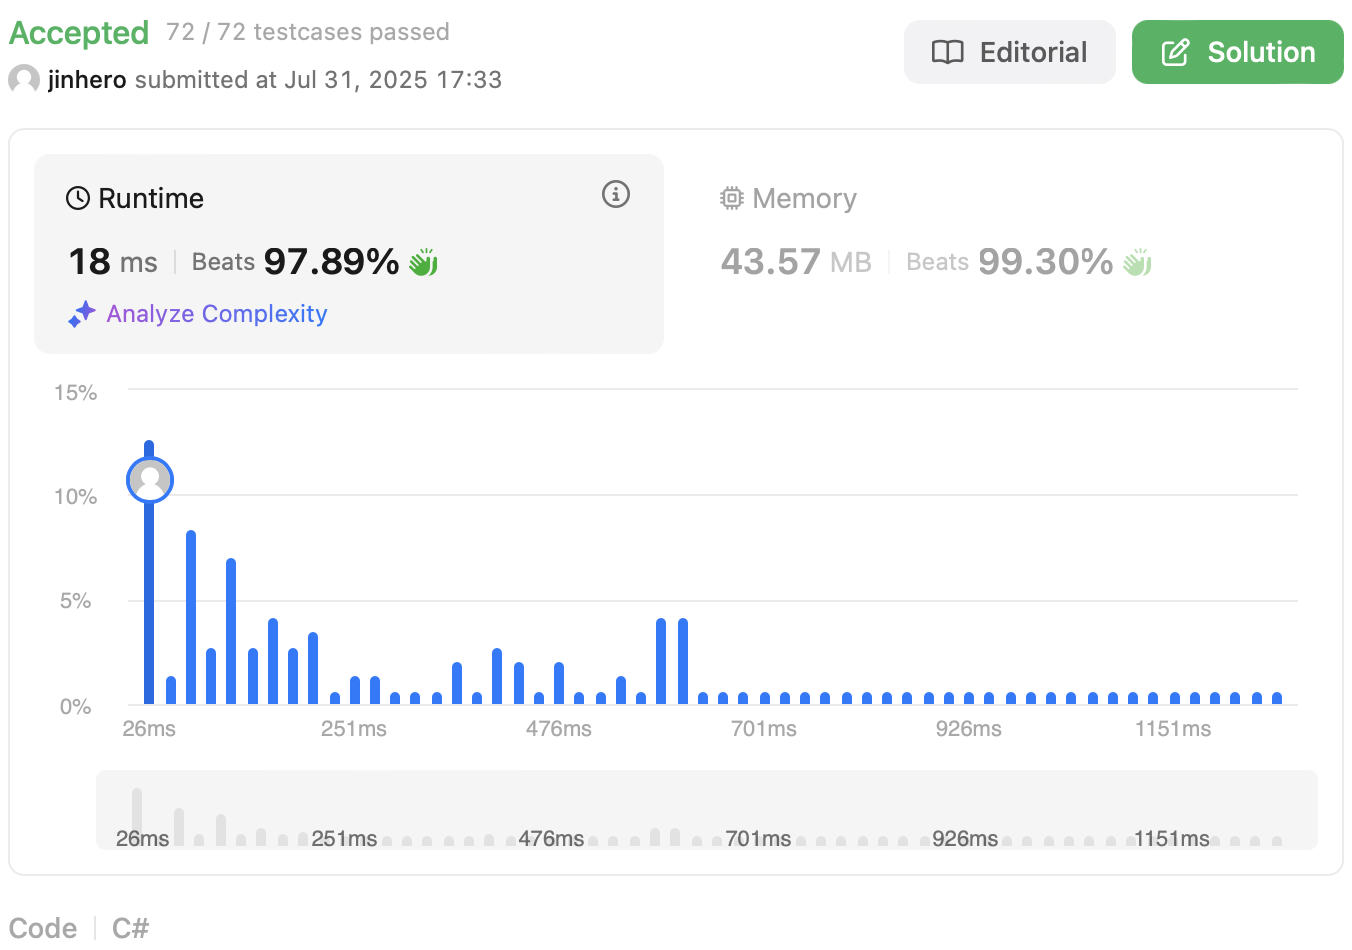 Accepted 72 / 72 testcases passed
jinhero submitted at Jul 31, 2025 17:33
Editorial
Solution
Runtime
18 ms Beats 97.89%
Analyze Complexity
Memory
43.57 MB Beats 99.30%
15%
10%
5%
0%
26ms 251ms 476ms 701ms 926ms 1151ms
26ms 251ms 476ms 701ms 926ms 1151ms
Code C#